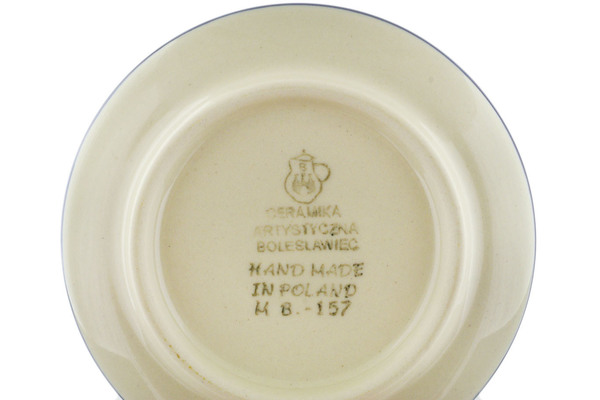 CERAMIKA
ARTYSTYCZNA
BOLESŁAWIEC
HAND MADE
IN POLAND
M B.-157